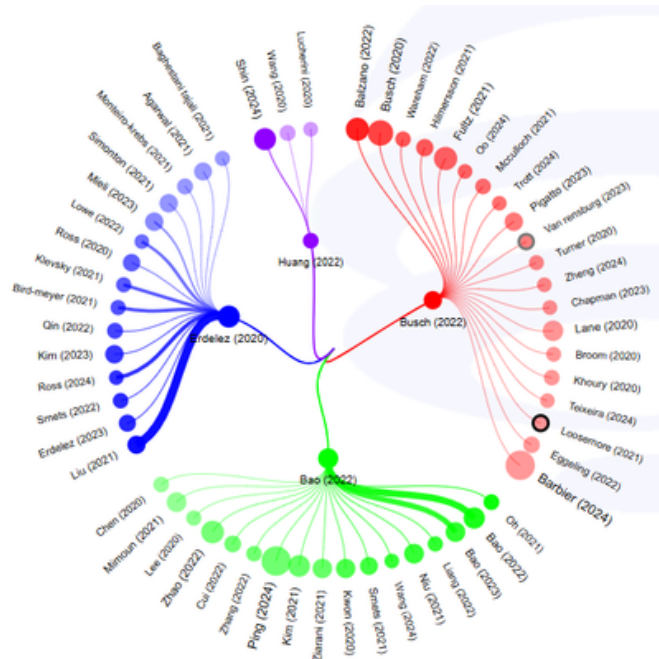 Baghestani tajali (2021)
Agarwal (2021)
Monteiro-krebs (2021)
Simonton (2021)
Mieli (2023)
Lowe (2022)
Ross (2020)
Kievsky (2021)
Bird-meyer (2021)
Qin (2022)
Kim (2023)
Ross (2024)
Smets (2022)
Erdelez (2023)
Liu (2021)
Erdelez (2020)
Shin (2024)
Wang (2020)
Lucherini (2020)
Huang (2022)
Balzano (2022)
Busch (2020)
Wareham (2022)
Hilmersson (2021)
Fultz (2021)
Oo (2024)
Mcculloch (2021)
Trott (2024)
Pigatto (2023)
Van rensburg (2023)
Turner (2020)
Zheng (2024)
Chapman (2023)
Lane (2020)
Broom (2020)
Khoury (2020)
Teixeira (2024)
Loosemore (2021)
Eggeling (2022)
Barbier (2024)
Busch (2022)
Bao (2022)
Chen (2020)
Mimoun (2021)
Lee (2020)
Zhao (2022)
Cui (2022)
Zhang (2022)
Ping (2024)
Kim (2021)
Ziarani (2021)
Kwon (2020)
Smets (2021)
Wang (2024)
Niu (2021)
Liang (2022)
Bao (2023)
Bao (2022)
Oh (2021)